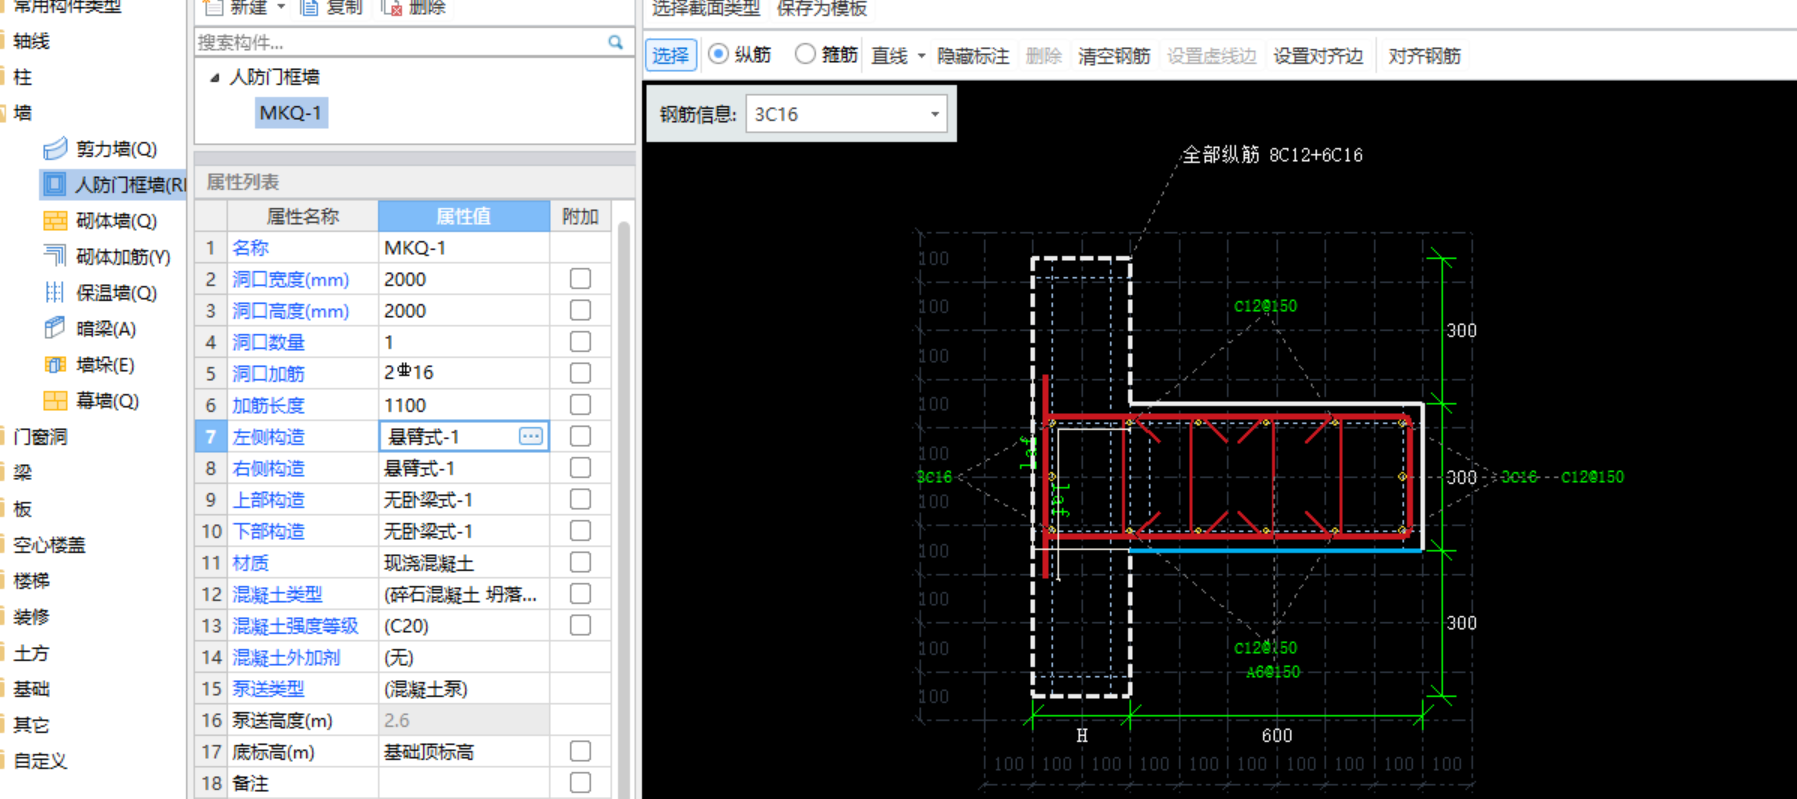 常用构件类型
轴线
柱
墙
剪力墙(Q)
人防门框墙(RI
砌体墙(Q)
砌体加筋(Y)
保温墙(Q)
暗梁(A)
墙垛(E)
幕墙(Q)
门窗洞
梁
板
空心楼盖
楼梯
装修
土方
基础
其它
自定义
新建 复制 删除
搜索构件...
人防门框墙
MKQ-1
属性列表
属性名称 属性值 附加
1 名称 MKQ-1
2 洞口宽度(mm) 2000
3 洞口高度(mm) 2000
4 洞口数量 1
5 洞口加筋 2⌀16
6 加筋长度 1100
7 左侧构造 悬臂式-1 ...
8 右侧构造 悬臂式-1
9 上部构造 无卧梁式-1
10 下部构造 无卧梁式-1
11 材质 现浇混凝土
12 混凝土类型 (碎石混凝土 坍落...
13 混凝土强度等级 (C20)
14 混凝土外加剂 (无)
15 泵送类型 (混凝土泵)
16 泵送高度(m) 2.6
17 底标高(m) 基础顶标高
18 备注
选择截面类型 保存为模板
选择 纵筋 箍筋 直线 隐藏标注 删除 清空钢筋 设置虚线边 设置对齐边 对齐钢筋
钢筋信息: 3C16
全部纵筋 8C12+6C16
100
100
C12@150
100
300
100
100
laf
3C16
300
3C16
C12@150
100
laf
100
100
300
100
C12@150
A6@150
100
H
600
100 100 100 100 100 100 100 100 100 100